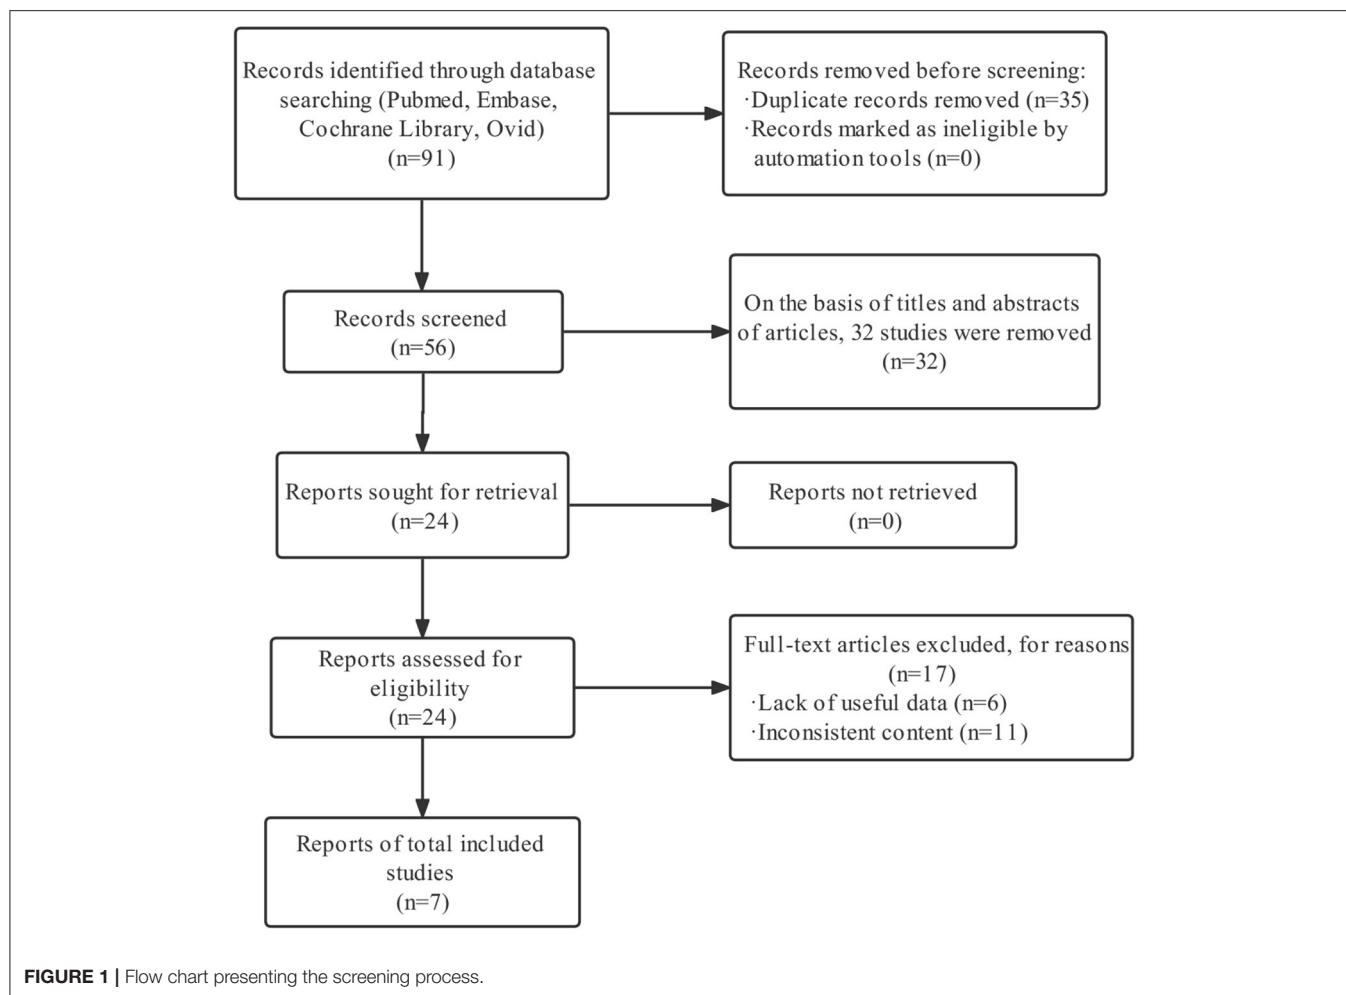 Records identified through database
searching (Pubmed, Embase,
Cochrane Library, Ovid)
(n=91)
Records removed before screening:
·Duplicate records removed (n=35)
·Records marked as ineligible by
automation tools (n=0)
Records screened
(n=56)
On the basis of titles and abstracts
of articles, 32 studies were removed
(n=32)
Reports sought for retrieval
(n=24)
Reports not retrieved
(n=0)
Reports assessed for
eligibility
(n=24)
Full-text articles excluded, for reasons
(n=17)
·Lack of useful data (n=6)
·Inconsistent content (n=11)
Reports of total included
studies
(n=7)
FIGURE 1 | Flow chart presenting the screening process.